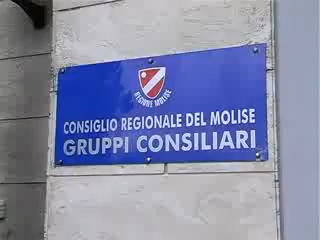 REGIONE MOLISE
CONSIGLIO REGIONALE DEL MOLISE
GRUPPI CONSILIARI